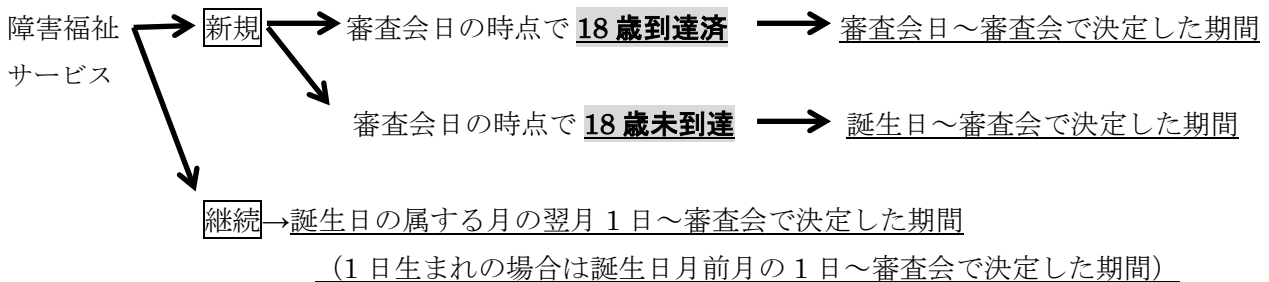 障害福祉 新規 審査会日の時点で 18 歳到達済 審査会日～審査会で決定した期間
サービス
審査会日の時点で 18 歳未到達 誕生日～審査会で決定した期間
継続→誕生日の属する月の翌月 1 日～審査会で決定した期間
（1 日生まれの場合は誕生日月前月の 1 日～審査会で決定した期間）